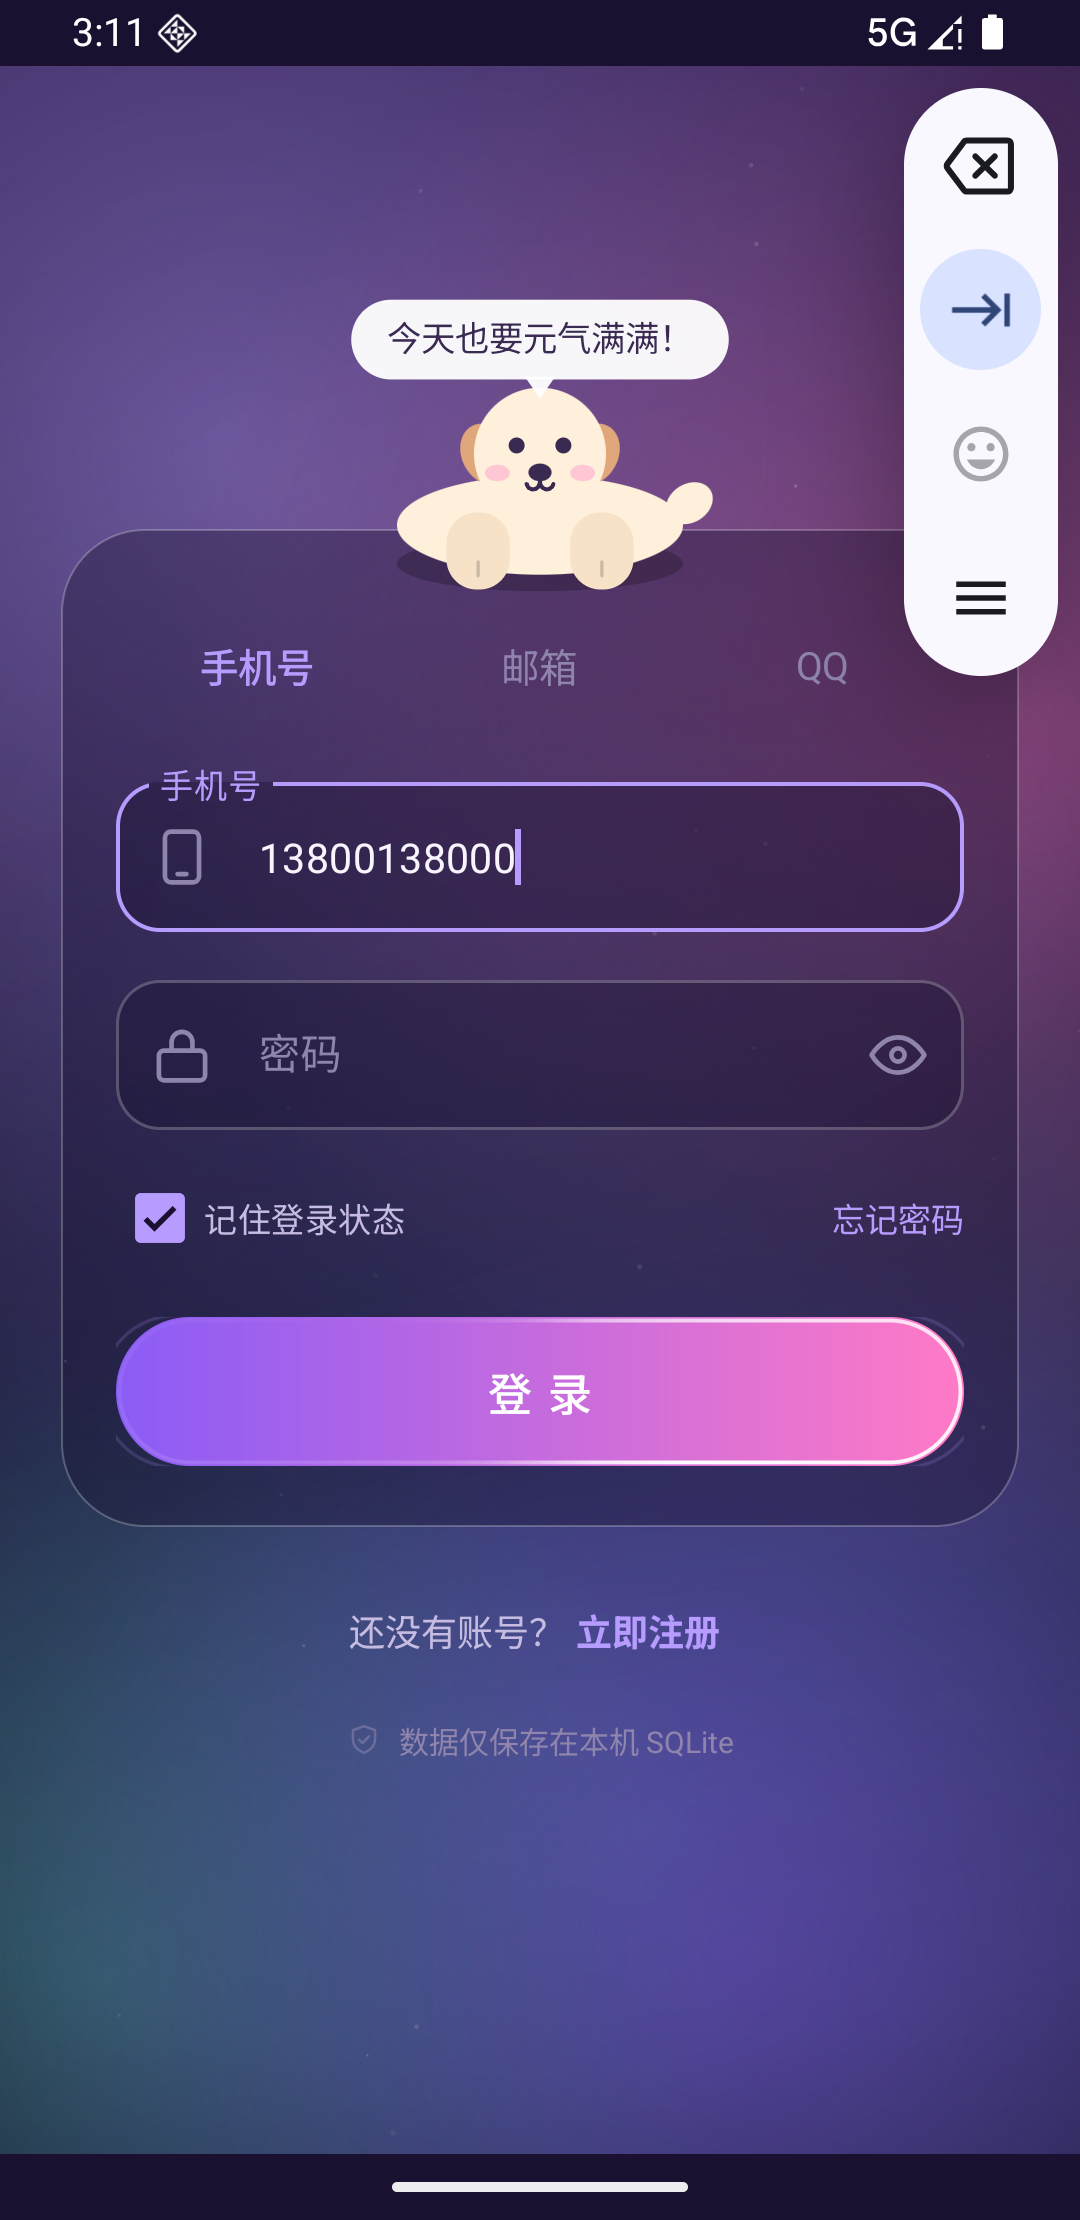 3:11
5G
今天也要元气满满!
手机号
邮箱
QQ
手机号
13800138000
密码
记住登录状态
忘记密码
登 录
还没有账号? 立即注册
数据仅保存在本机 SQLite